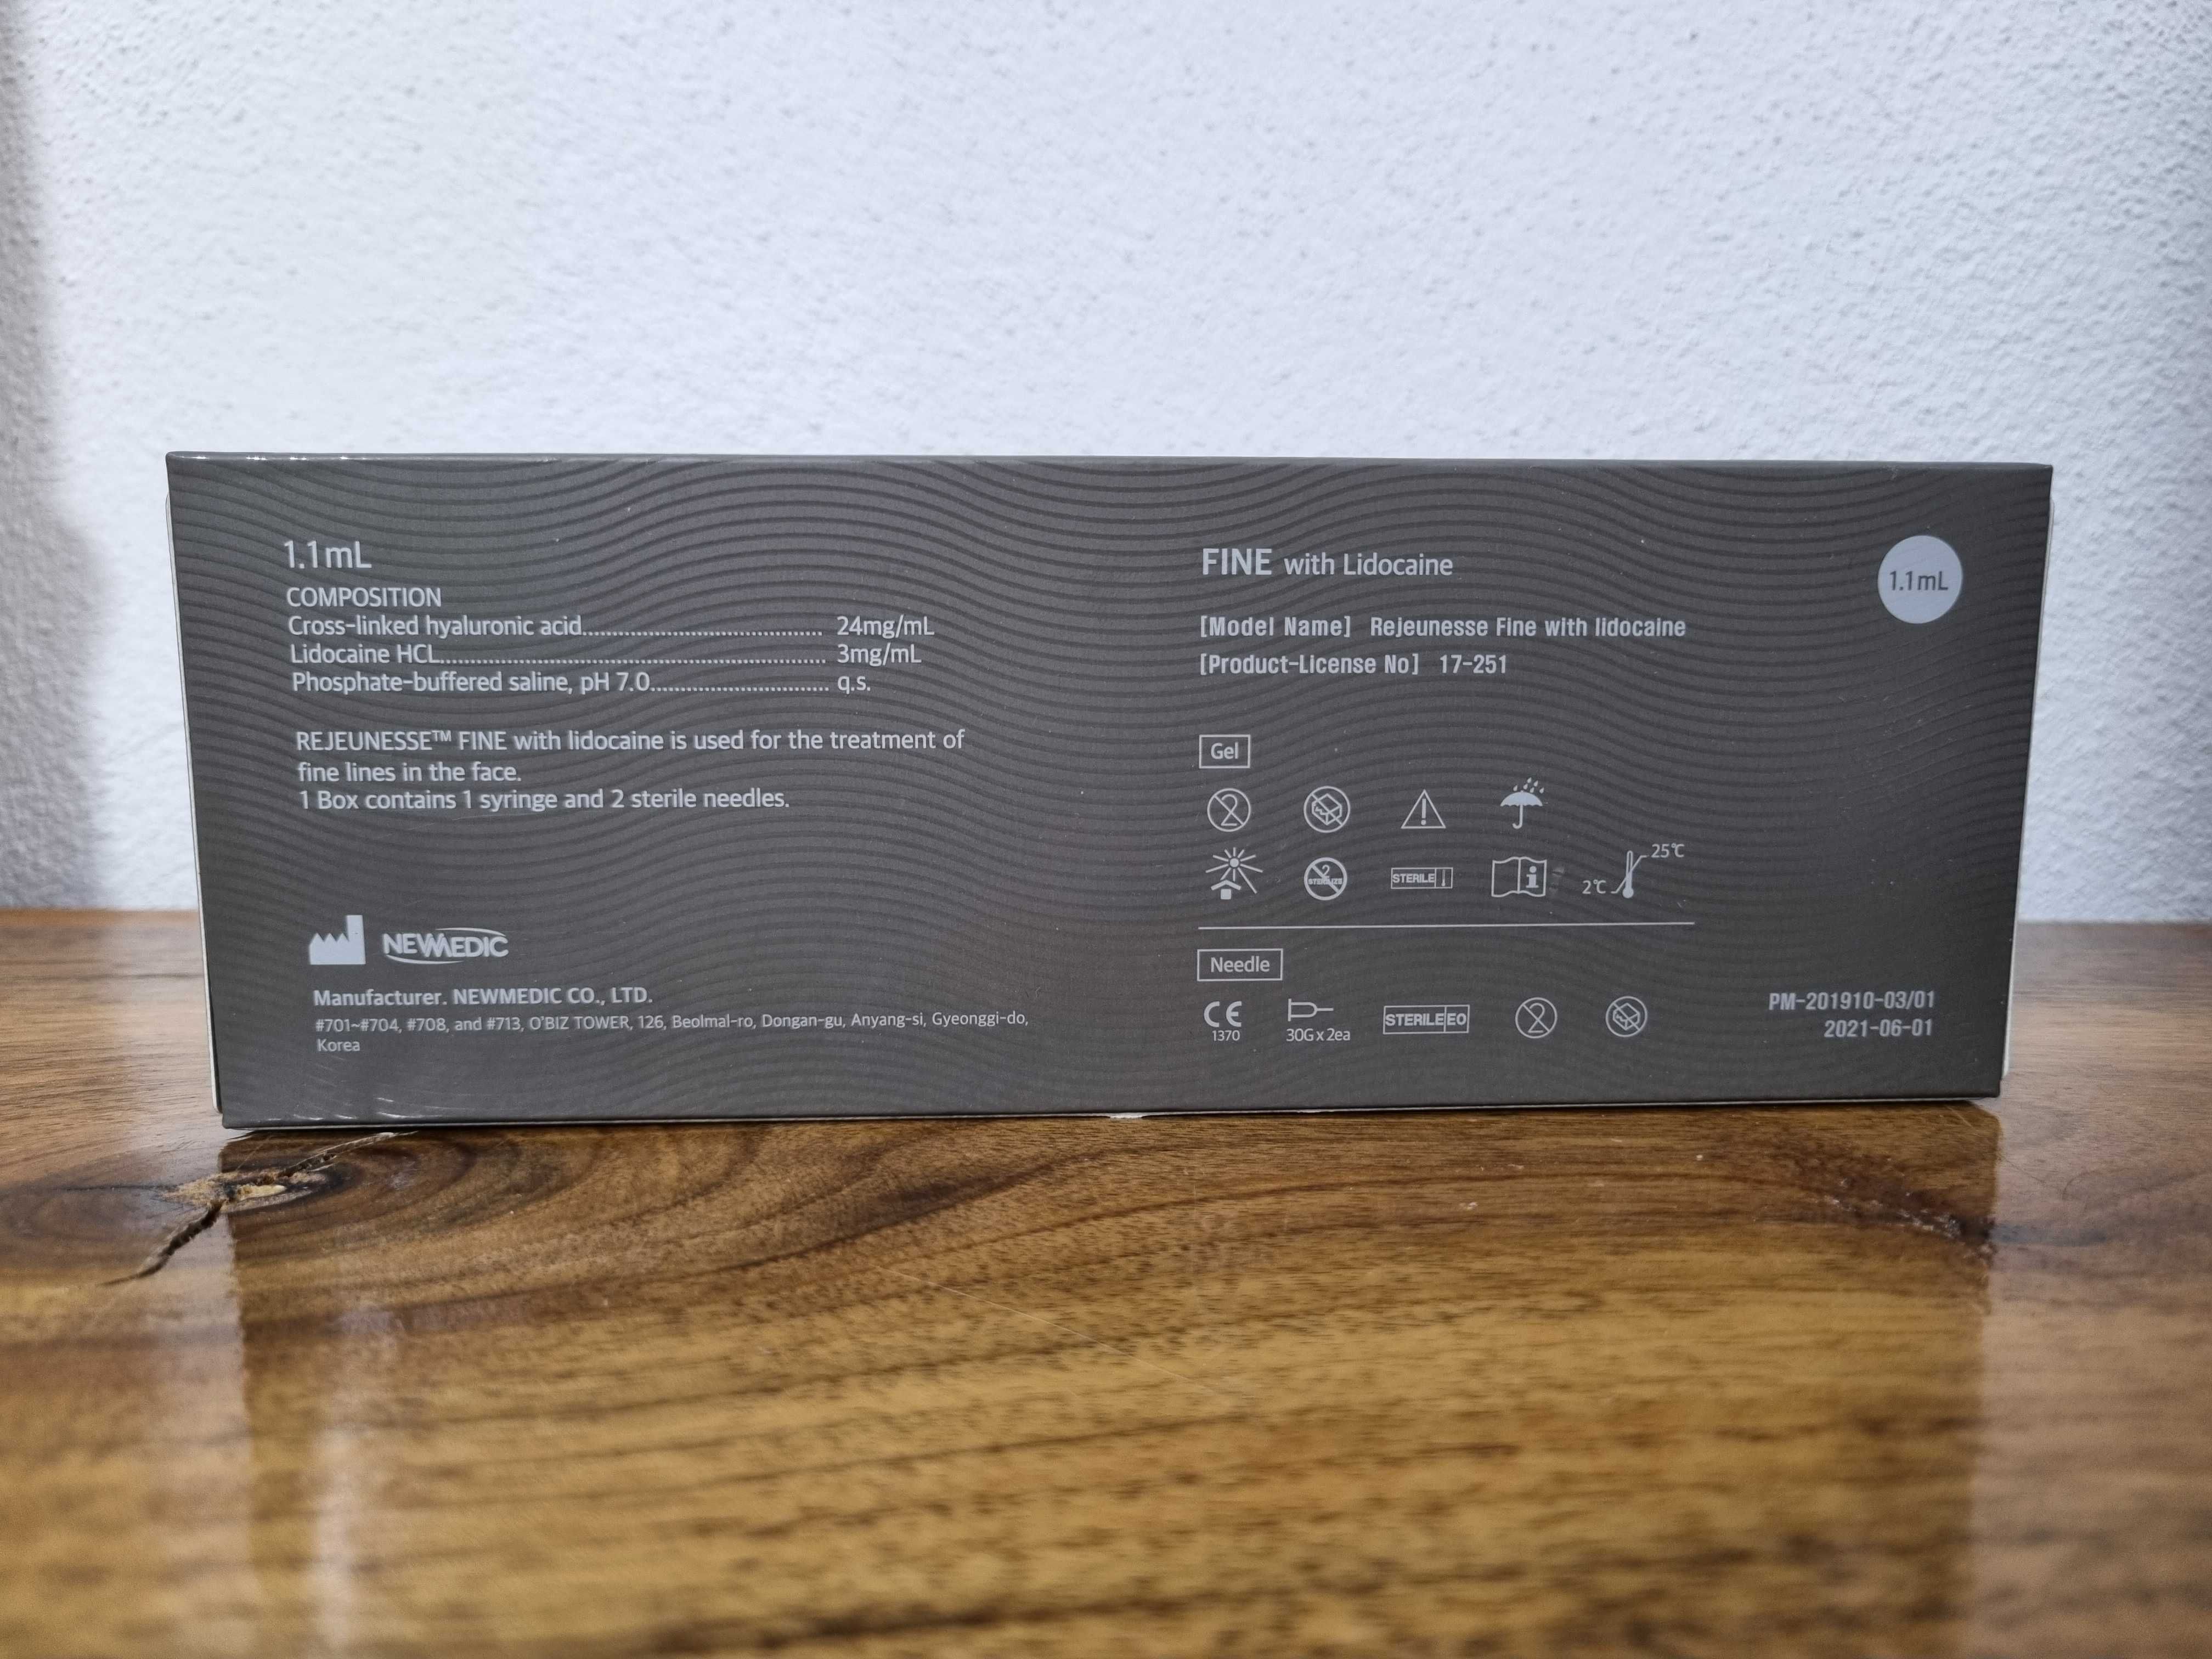 1.1mL
COMPOSITION
Cross-linked hyaluronic acid........................................ 24mg/mL
Lidocaine HCL................................................................. 3mg/mL
Phosphate-buffered saline, pH 7.0.............................. q.s.
REJEUNESSE™ FINE with lidocaine is used for the treatment of
fine lines in the face.
1 Box contains 1 syringe and 2 sterile needles.
NEWMEDIC
Manufacturer. NEWMEDIC CO., LTD.
#701~#704, #708, and #713, O'BIZ TOWER, 126, Beolmal-ro, Dongan-gu, Anyang-si, Gyeonggi-do,
Korea
FINE with Lidocaine
1.1mL
[Model Name] Rejeunesse Fine with lidocaine
[Product-License No] 17-251
Gel
2
2 STERILIZE
STERILE
i
2℃ 25℃
Needle
CE
1370
30G x 2ea
STERILE EO
2
PM-201910-03/01
2021-06-01